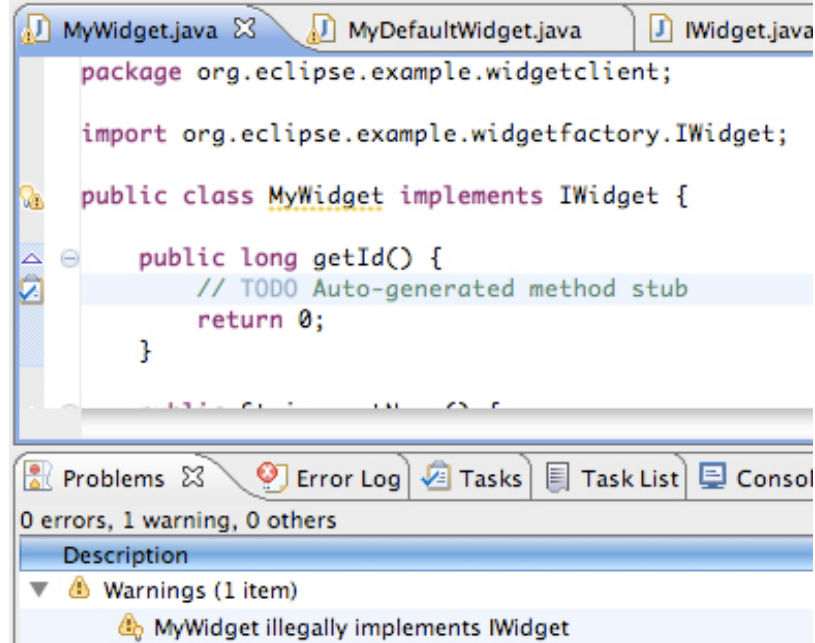 MyWidget.java MyDefaultWidget.java IWidget.java
package org.eclipse.example.widgetclient;
import org.eclipse.example.widgetfactory.IWidget;
public class MyWidget implements IWidget {
public long getId() {
// TODO Auto-generated method stub
return 0;
}
Problems Error Log Tasks Task List Consol
0 errors, 1 warning, 0 others
Description
Warnings (1 item)
MyWidget illegally implements IWidget